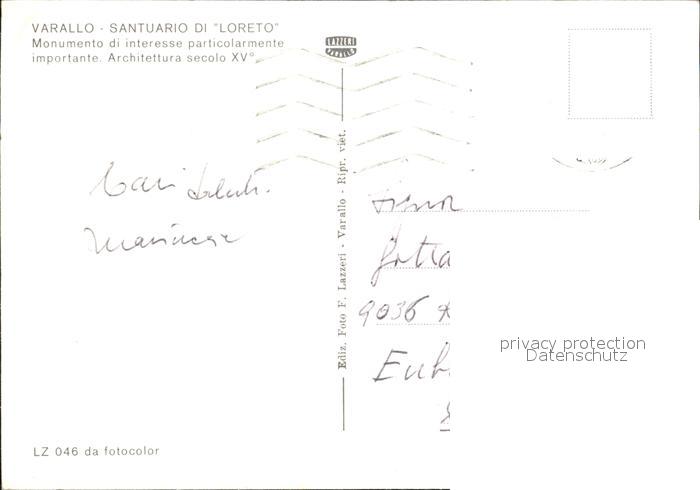 VARALLO - SANTUARIO DI "LORETO"
Monumento di interesse particolarmente
importante. Architettura secolo XV°
LAZZERI
VARALLO
Ediz. Foto F. Lazzeri - Varallo - Ripr. viet.
Cari saluti.
9036
privacy protection
Datenschutz
LZ 046 da fotocolor